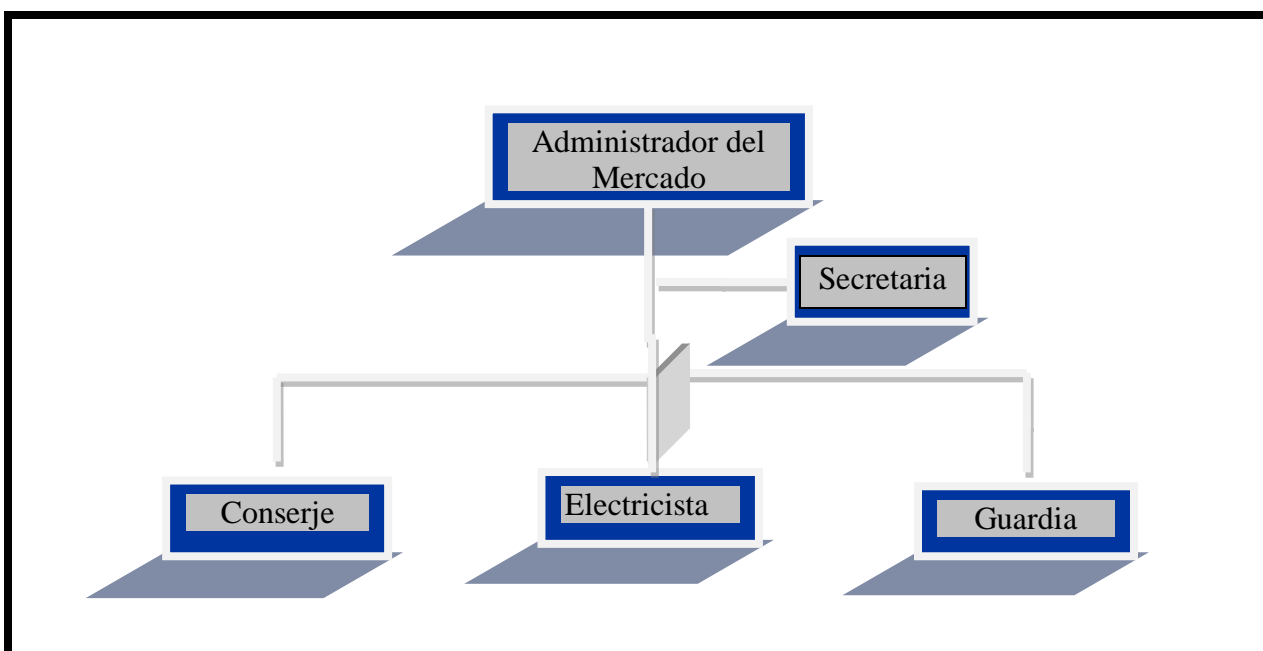 Administrador del
Mercado
Secretaria
Conserje
Electricista
Guardia